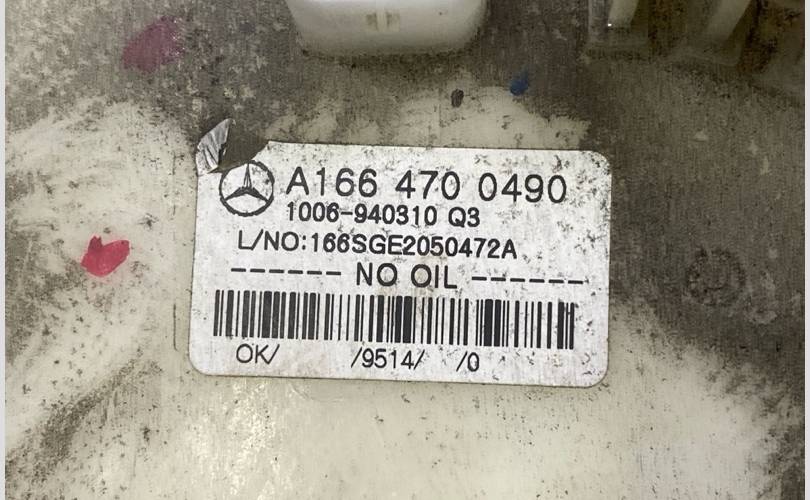 A166 470 0490
1006-940310 Q3
L/NO:166SGE2050472A
------ NO OIL ------
OK/ /9514/ /0